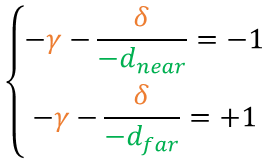 −γ − δ / −d_near = −1
−γ − δ / −d_far = +1